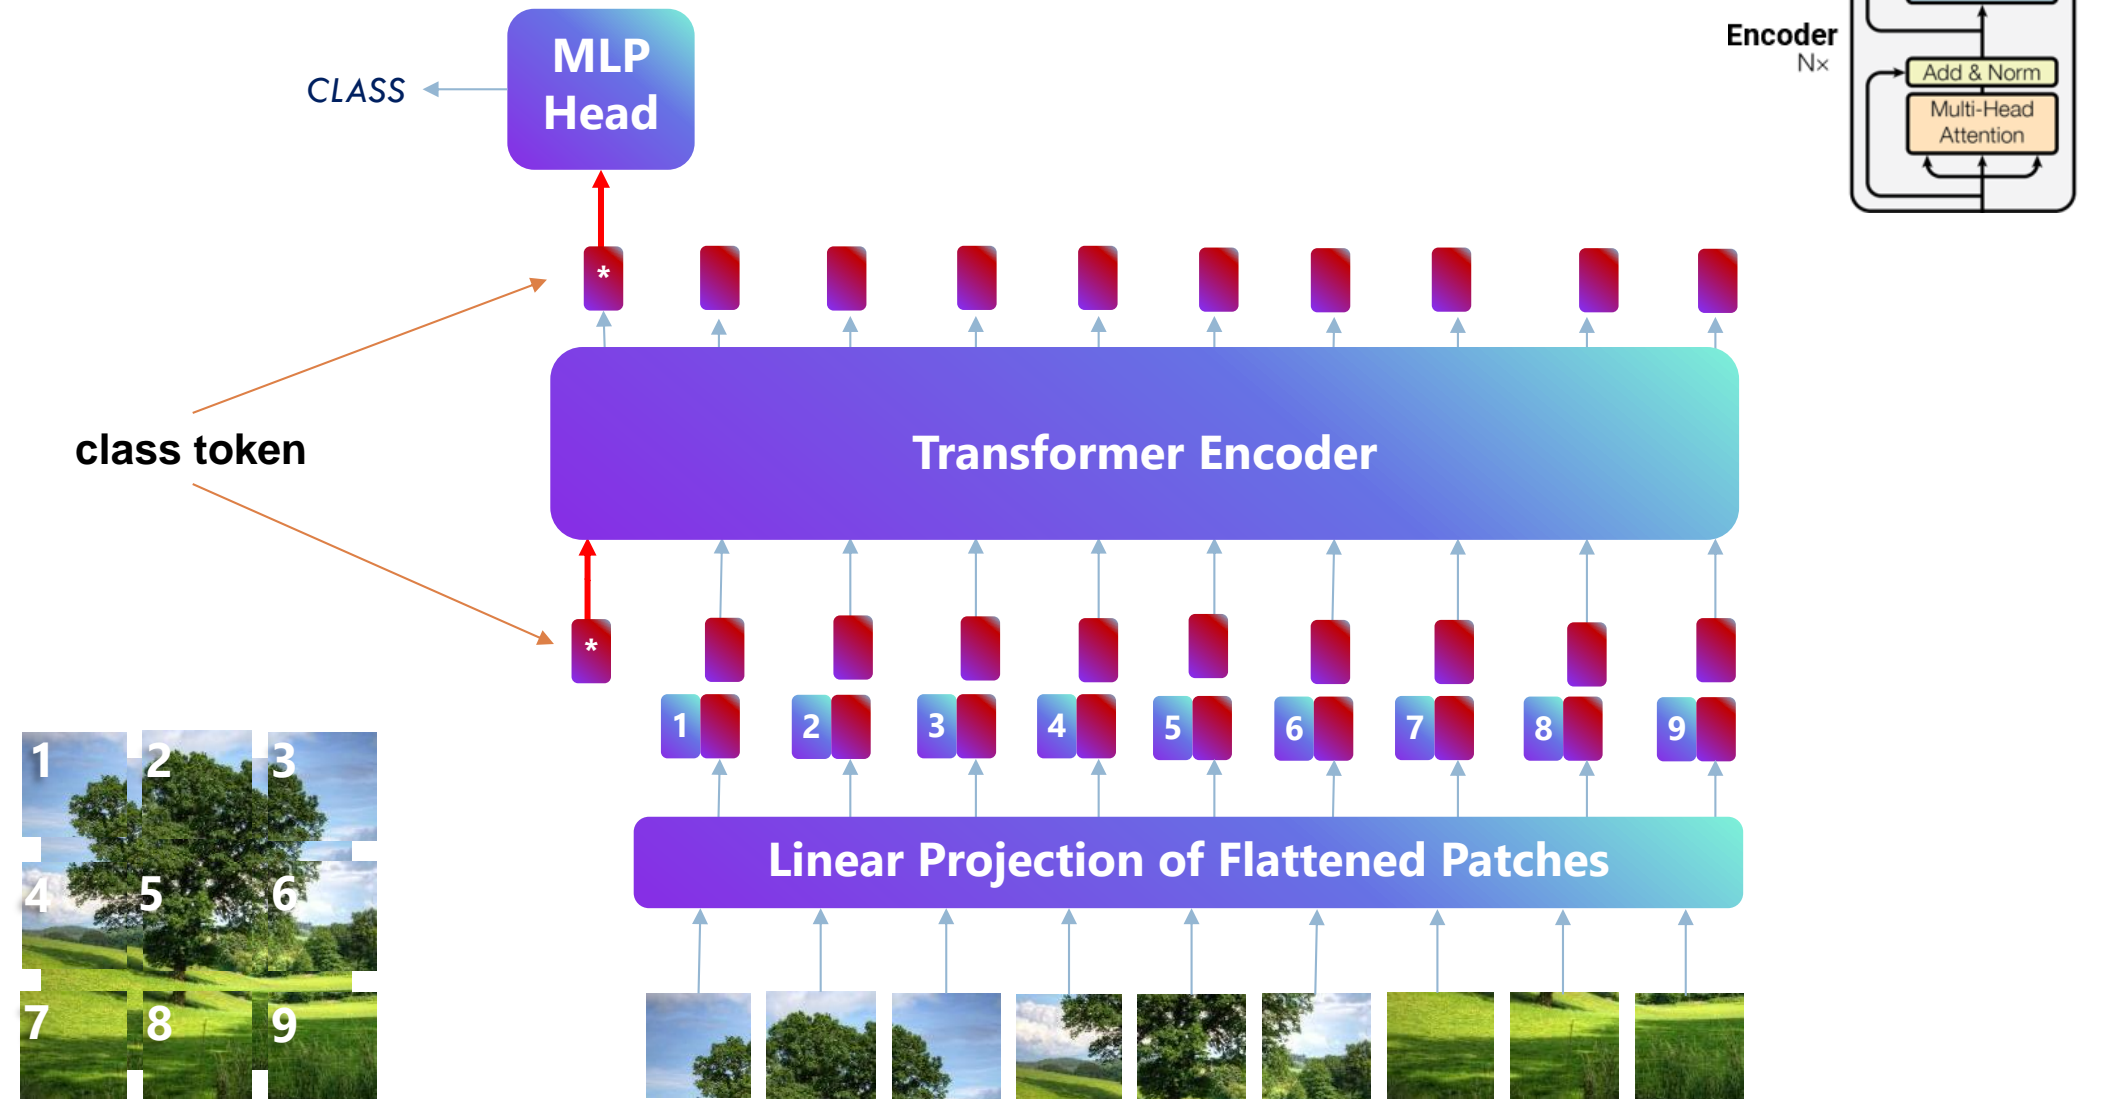 MLP
Head
CLASS
Encoder
N×
Add & Norm
Multi-Head
Attention
*
class token
Transformer Encoder
*
1 2 3 4 5 6 7 8 9
Linear Projection of Flattened Patches
1 2 3
4 5 6
7 8 9